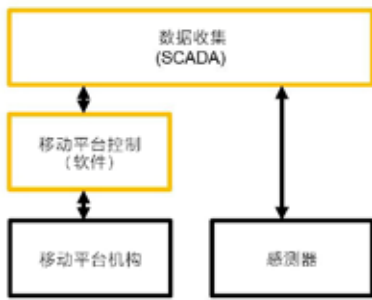 数据收集
(SCADA)
移动平台控制
（软件）
移动平台机构
感测器